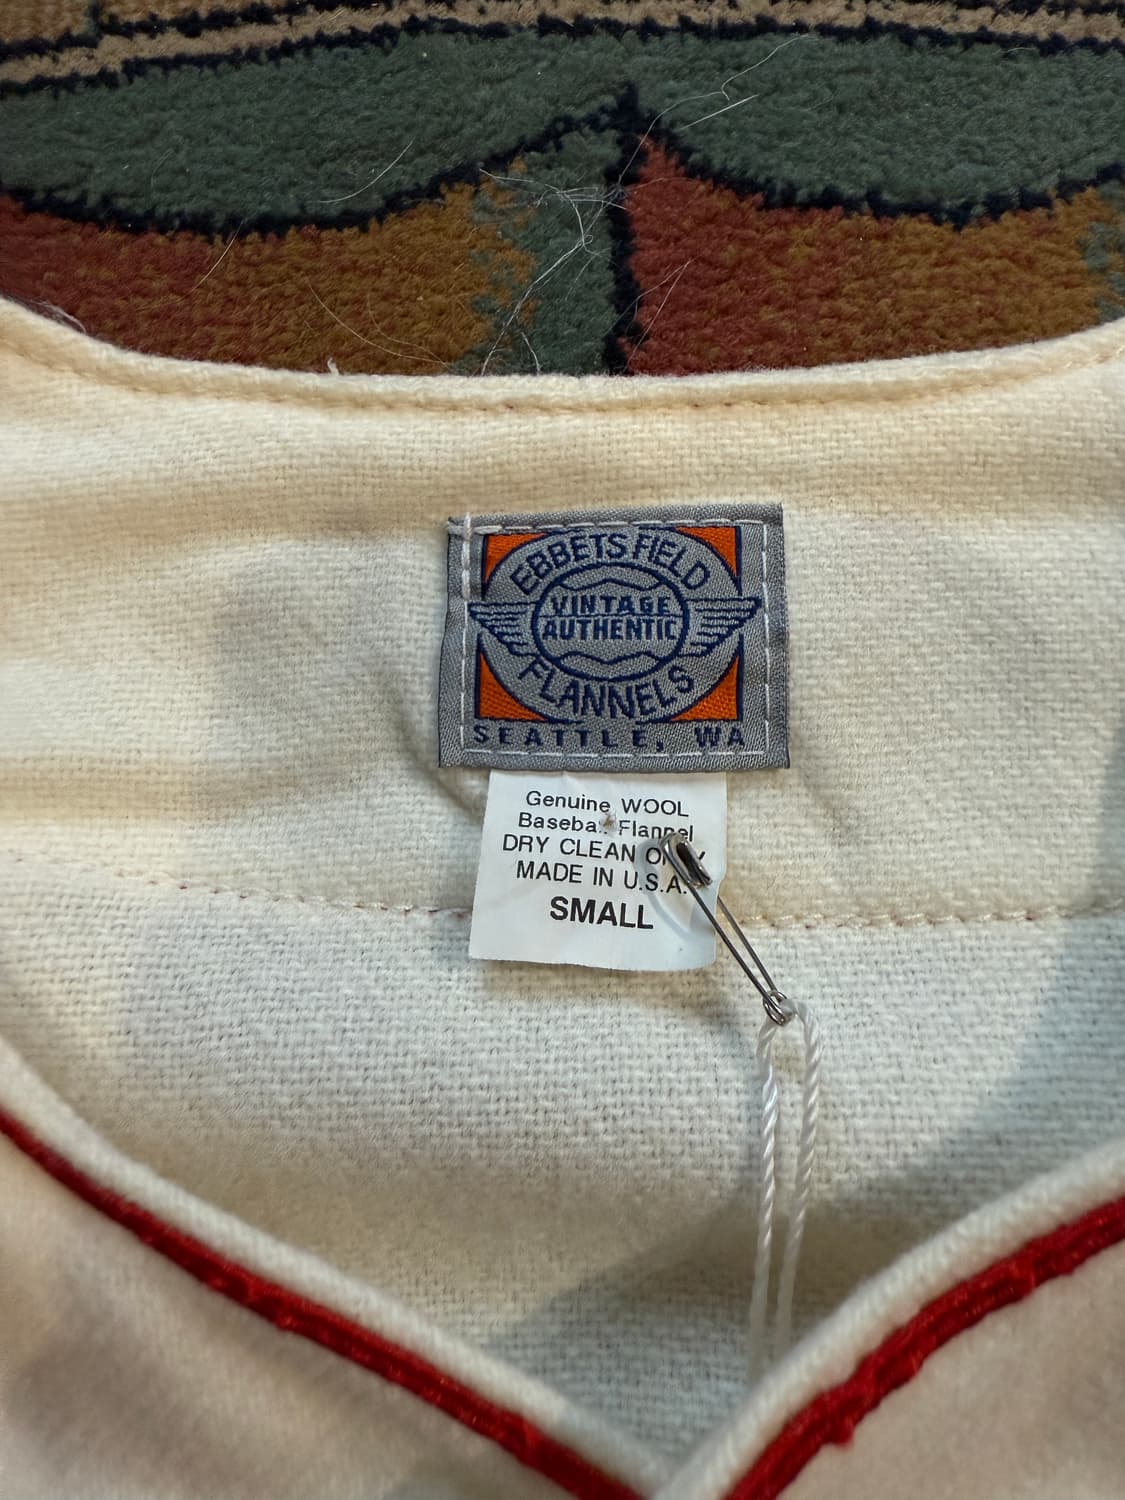 EBBETS FIELD
VINTAGE
AUTHENTIC
FLANNELS
SEATTLE, WA
Genuine WOOL
Baseball Flannel
DRY CLEAN ONLY
MADE IN U.S.A.
SMALL